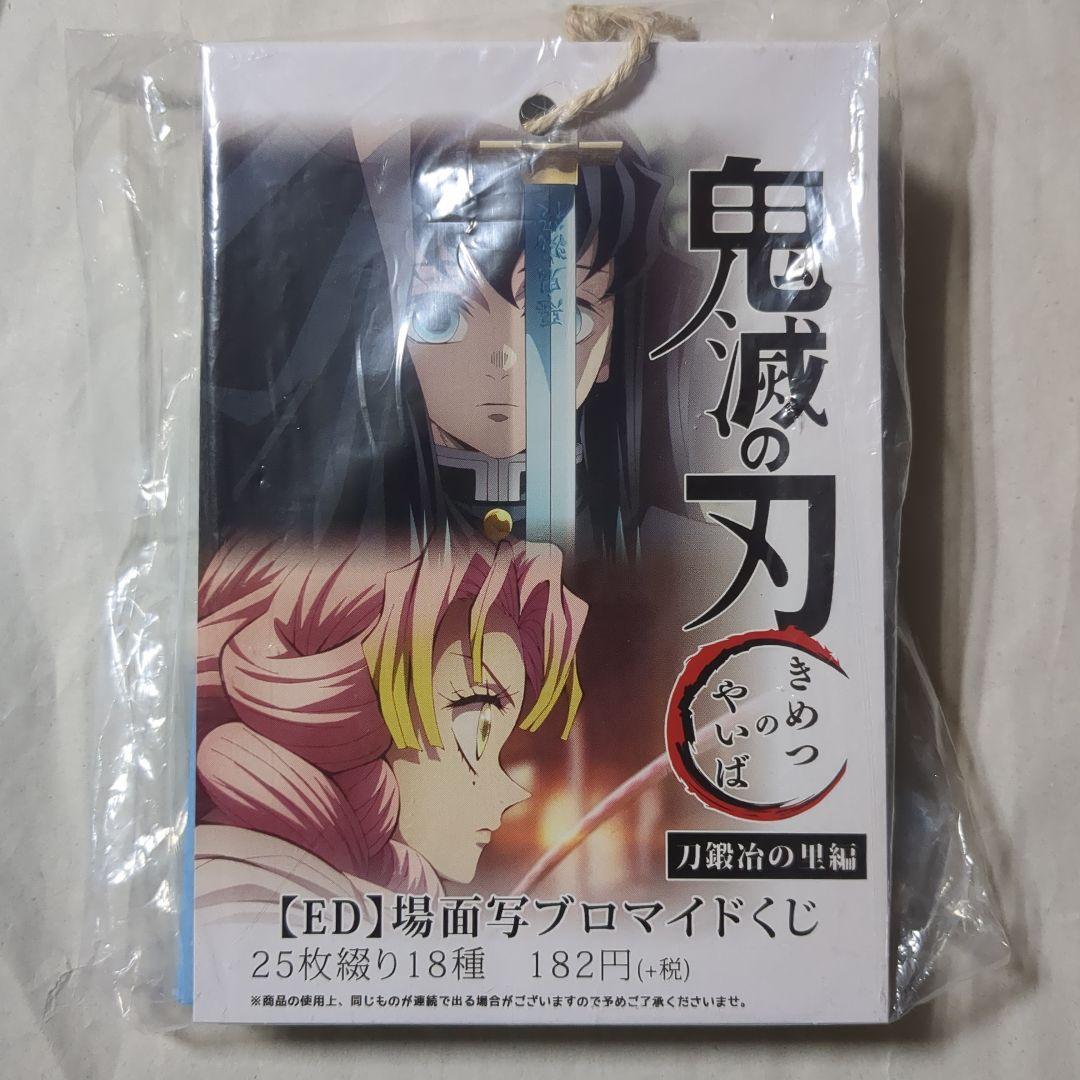 鬼滅の刃
きめつ
の
やいば
刀鍛冶の里編
【ED】場面写ブロマイドくじ
25枚綴り18種 182円(+税)
※商品の使用上、同じものが連続で出る場合がございますので予めご了承くださいませ。